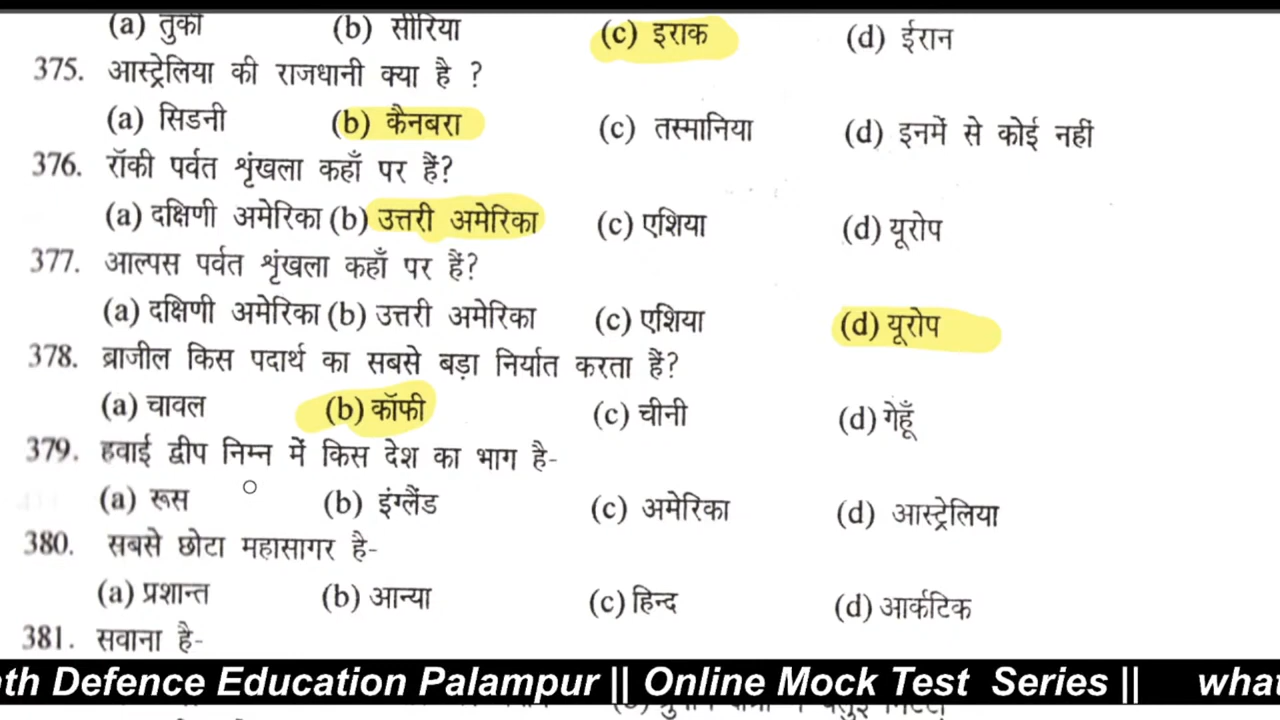 (a) तुर्की (b) सीरिया (c) इराक (d) ईरान
375. आस्ट्रेलिया की राजधानी क्या है ?
(a) सिडनी (b) कैनबरा (c) तस्मानिया (d) इनमें से कोई नहीं
376. रॉकी पर्वत शृंखला कहाँ पर हैं?
(a) दक्षिणी अमेरिका (b) उत्तरी अमेरिका (c) एशिया (d) यूरोप
377. आल्पस पर्वत शृंखला कहाँ पर हैं?
(a) दक्षिणी अमेरिका (b) उत्तरी अमेरिका (c) एशिया (d) यूरोप
378. ब्राजील किस पदार्थ का सबसे बड़ा निर्यात करता हैं?
(a) चावल (b) कॉफी (c) चीनी (d) गेहूँ
379. हवाई द्वीप निम्न में किस देश का भाग है-
(a) रूस (b) इंग्लैंड (c) अमेरिका (d) आस्ट्रेलिया
380. सबसे छोटा महासागर है-
(a) प्रशान्त (b) आन्या (c) हिन्द (d) आर्कटिक
381. सवाना है-
ath Defence Education Palampur || Online Mock Test Series || what